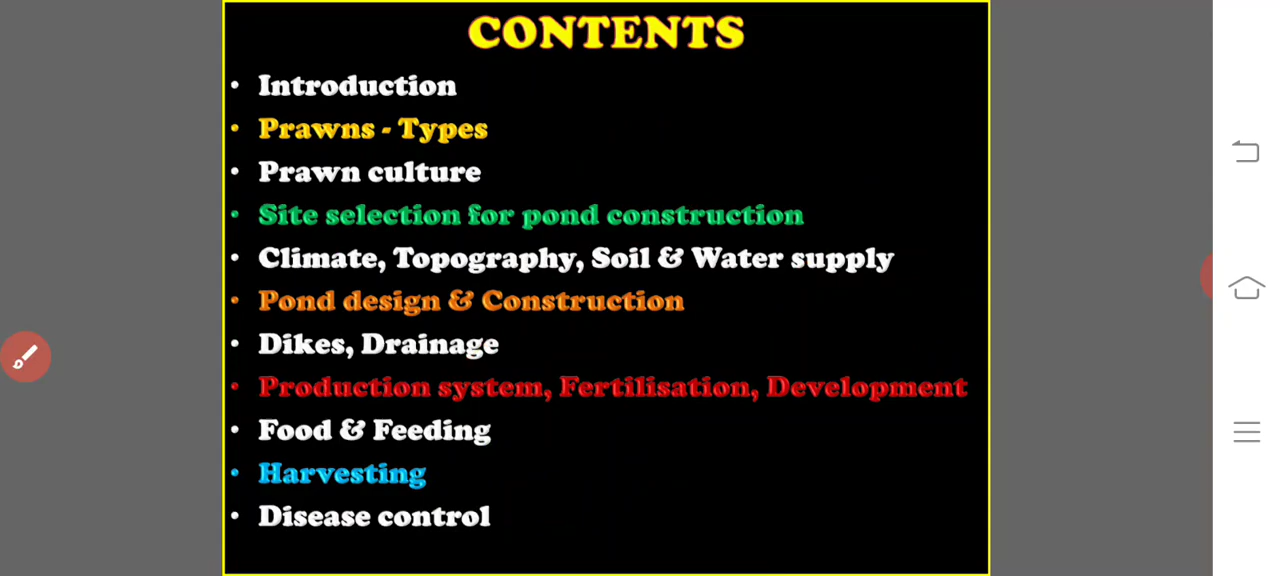 CONTENTS
• Introduction
• Prawns - Types
• Prawn culture
• Site selection for pond construction
• Climate, Topography, Soil & Water supply
• Pond design & Construction
• Dikes, Drainage
• Production system, Fertilisation, Development
• Food & Feeding
• Harvesting
• Disease control